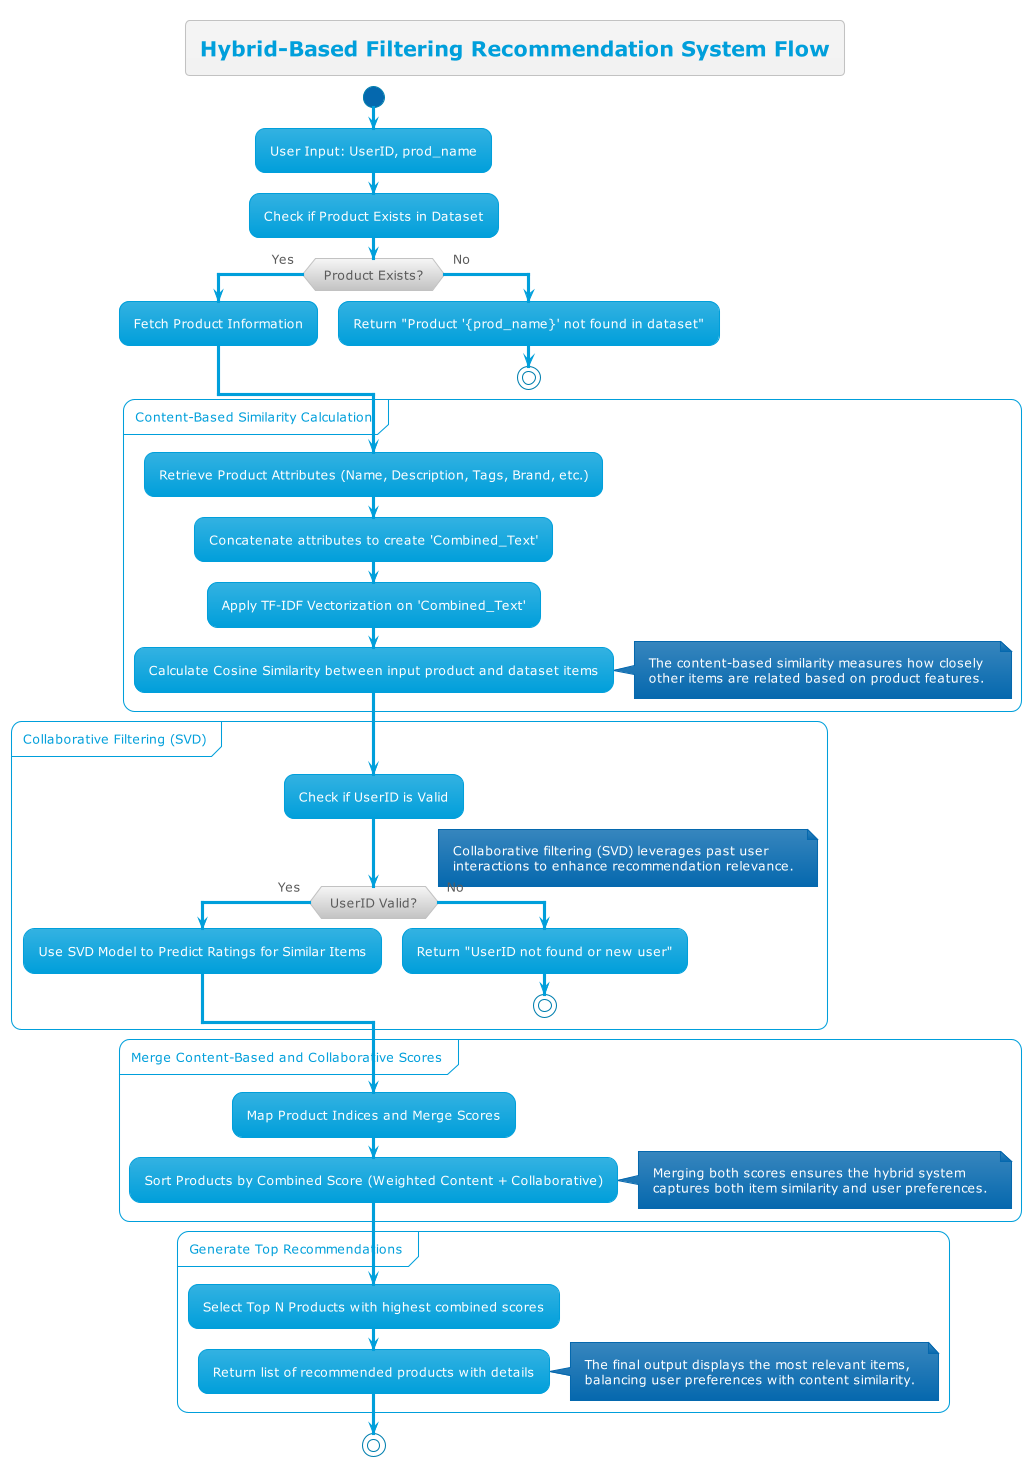 Hybrid-Based Filtering Recommendation System Flow
User Input: UserID, prod_name
Check if Product Exists in Dataset
Yes
Product Exists?
No
Fetch Product Information
Return "Product '{prod_name}' not found in dataset"
Content-Based Similarity Calculation
Retrieve Product Attributes (Name, Description, Tags, Brand, etc.)
Concatenate attributes to create 'Combined_Text'
Apply TF-IDF Vectorization on 'Combined_Text'
Calculate Cosine Similarity between input product and dataset items
The content-based similarity measures how closely
other items are related based on product features.
Collaborative Filtering (SVD)
Check if UserID is Valid
Collaborative filtering (SVD) leverages past user
interactions to enhance recommendation relevance.
Yes
UserID Valid?
No
Use SVD Model to Predict Ratings for Similar Items
Return "UserID not found or new user"
Merge Content-Based and Collaborative Scores
Map Product Indices and Merge Scores
Sort Products by Combined Score (Weighted Content + Collaborative)
Merging both scores ensures the hybrid system
captures both item similarity and user preferences.
Generate Top Recommendations
Select Top N Products with highest combined scores
Return list of recommended products with details
The final output displays the most relevant items,
balancing user preferences with content similarity.